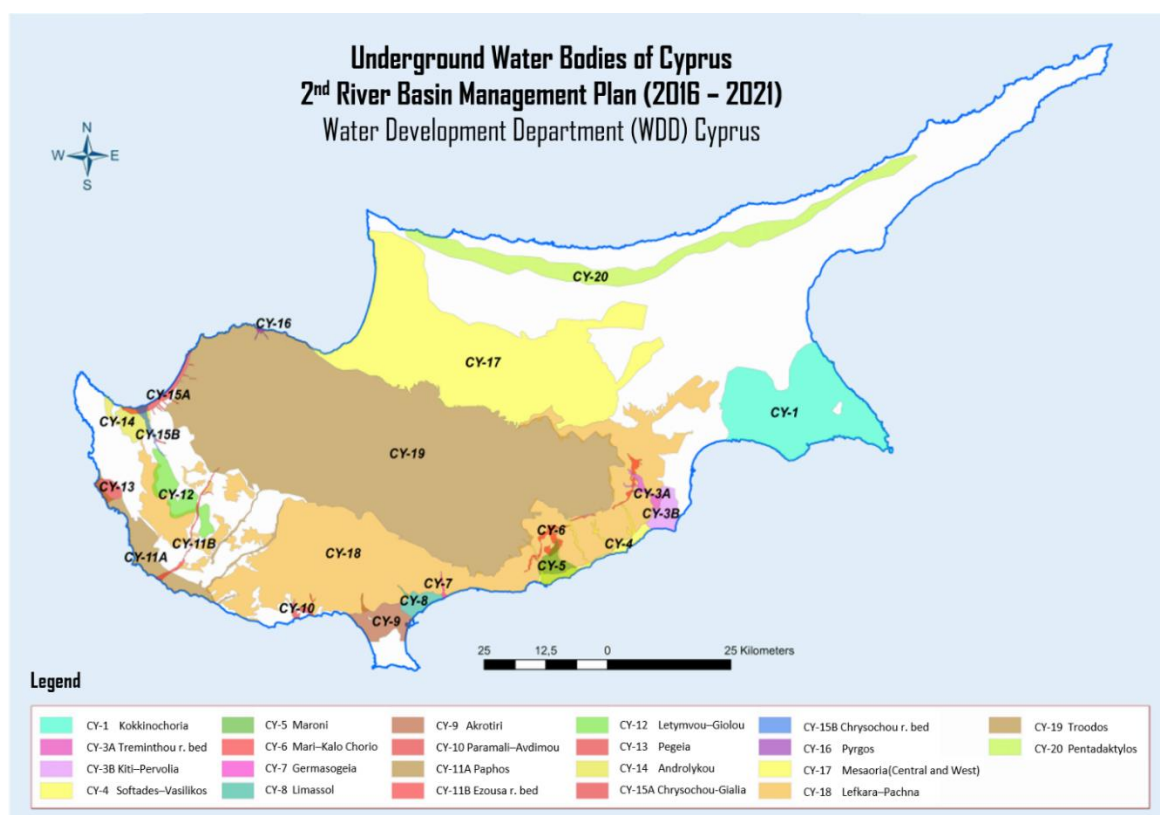 Underground Water Bodies of Cyprus
2nd River Basin Management Plan (2016 – 2021)
Water Development Department (WDD) Cyprus
N
W E
S
CY-20
CY-16
CY-17
CY-15A
CY-1
CY-14
CY-15B
CY-19
CY-13
CY-12
CY-3A
CY-3B
CY-6
CY-11B
CY-4
CY-11A
CY-18
CY-5
CY-7
CY-8
CY-10
CY-9
25 12,5 0 25 Kilometers
Legend
CY-1 Kokkinochoria
CY-3A Treminthou r. bed
CY-3B Kiti–Pervolia
CY-4 Softades–Vasilikos
CY-5 Maroni
CY-6 Mari–Kalo Chorio
CY-7 Germasogeia
CY-8 Limassol
CY-9 Akrotiri
CY-10 Paramali–Avdimou
CY-11A Paphos
CY-11B Ezousa r. bed
CY-12 Letymvou–Giolou
CY-13 Pegeia
CY-14 Androlykou
CY-15A Chrysochou-Gialia
CY-15B Chrysochou r. bed
CY-16 Pyrgos
CY-17 Mesaoria(Central and West)
CY-18 Lefkara–Pachna
CY-19 Troodos
CY-20 Pentadaktylos